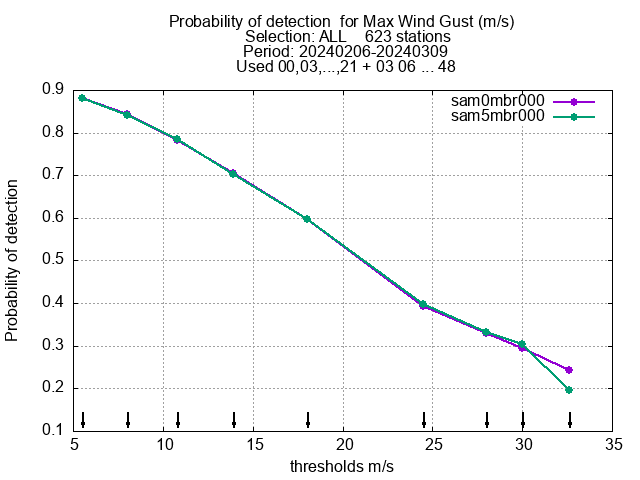 Probability of detection  for Max Wind Gust (m/s)
Selection: ALL    623 stations
Period: 20240206-20240309
Used 00,03,...,21 + 03 06 ... 48
sam0mbr000
sam5mbr000
Probability of detection
0.9
0.8
0.7
0.6
0.5
0.4
0.3
0.2
0.1
5 10 15 20 25 30 35
thresholds m/s